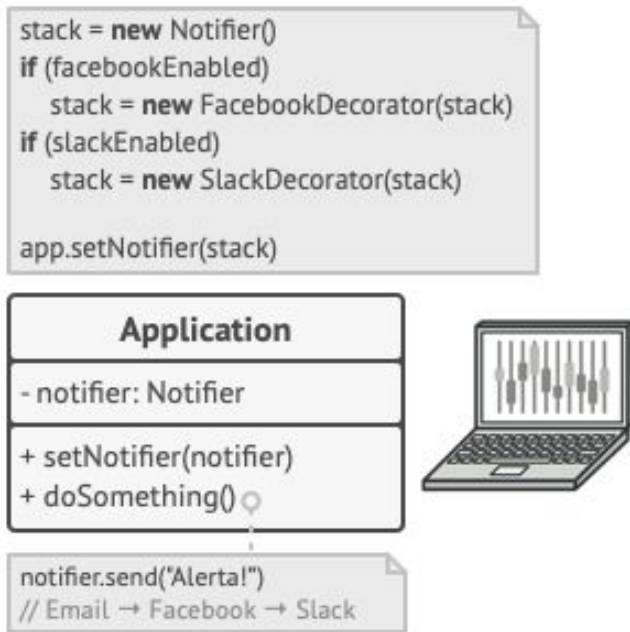 stack = new Notifier()
if (facebookEnabled)
stack = new FacebookDecorator(stack)
if (slackEnabled)
stack = new SlackDecorator(stack)
app.setNotifier(stack)
Application
- notifier: Notifier
+ setNotifier(notifier)
+ doSomething()
notifier.send("Alerta!")
// Email → Facebook → Slack